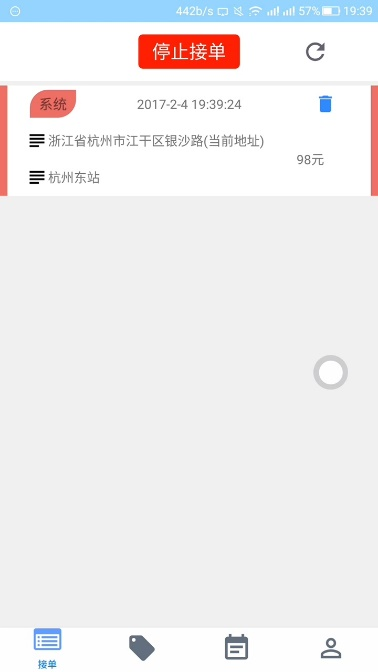 442b/s 57% 19:39
停止接单
系统 2017-2-4 19:39:24
浙江省杭州市江干区银沙路(当前地址)
98元
杭州东站
接单